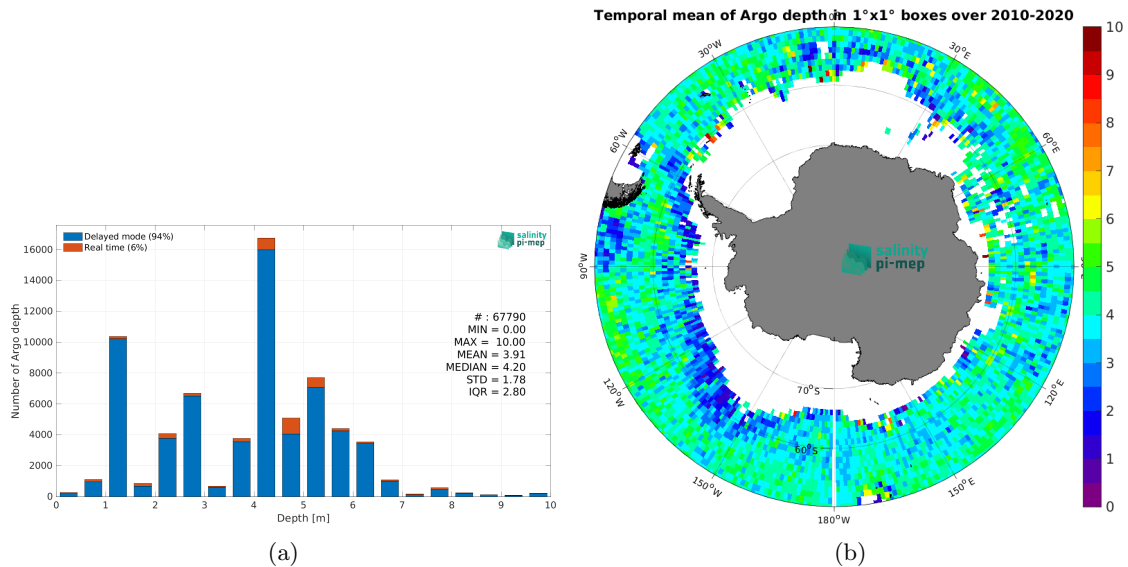 Delayed mode (94%)
Real time (6%)
salinity
pi-mep
# : 67790
MIN = 0.00
MAX = 10.00
MEAN = 3.91
MEDIAN = 4.20
STD = 1.78
IQR = 2.80
Number of Argo depth
16000
14000
12000
10000
8000
6000
4000
2000
0
0 1 2 3 4 5 6 7 8 9 10
Depth [m]
(a)
Temporal mean of Argo depth in 1°x1° boxes over 2010-2020
30°W
30°E
60°W
60°E
90°W
120°W
120°E
150°W
150°E
180°W
70°S
60°S
salinity
pi-mep
10
9
8
7
6
5
4
3
2
1
0
(b)